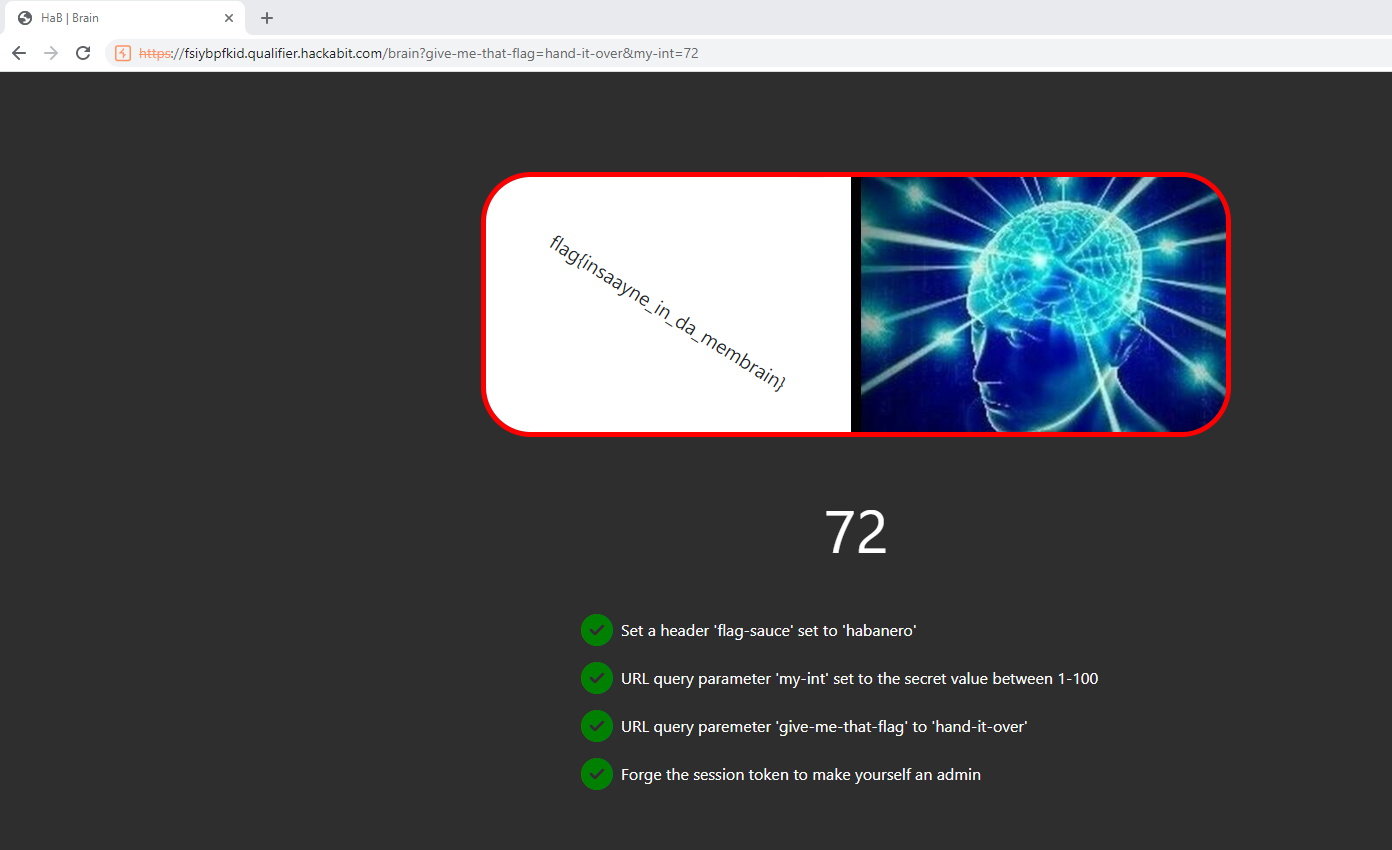 HaB | Brain
https://fsiybpfkid.qualifier.hackabit.com/brain?give-me-that-flag=hand-it-over&my-int=72
flag{insaayne_in_da_membrain}
72
Set a header 'flag-sauce' set to 'habanero'
URL query parameter 'my-int' set to the secret value between 1-100
URL query paremeter 'give-me-that-flag' to 'hand-it-over'
Forge the session token to make yourself an admin